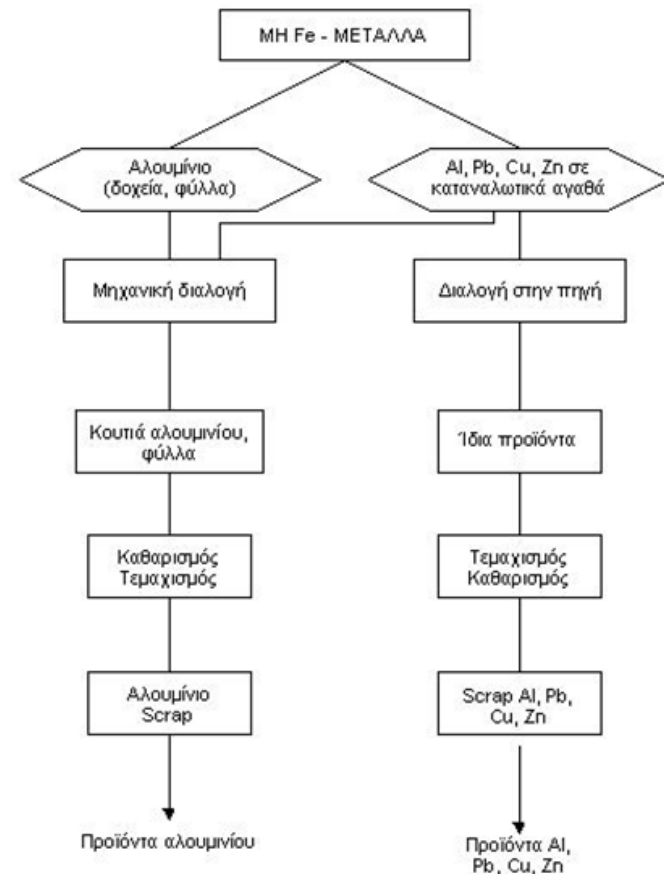 ΜΗ Fe - ΜΕΤΑΛΛΑ
Αλουμίνιο
(δοχεία, φύλλα)
Al, Pb, Cu, Zn σε
καταναλωτικά αγαθά
Μηχανική διαλογή
Διαλογή στην πηγή
Κουτιά αλουμινίου,
φύλλα
Ίδια προϊόντα
Καθαρισμός
Τεμαχισμός
Τεμαχισμός
Καθαρισμός
Αλουμίνιο
Scrap
Scrap Al, Pb,
Cu, Zn
Προϊόντα αλουμινίου
Προϊόντα Al,
Pb, Cu, Zn